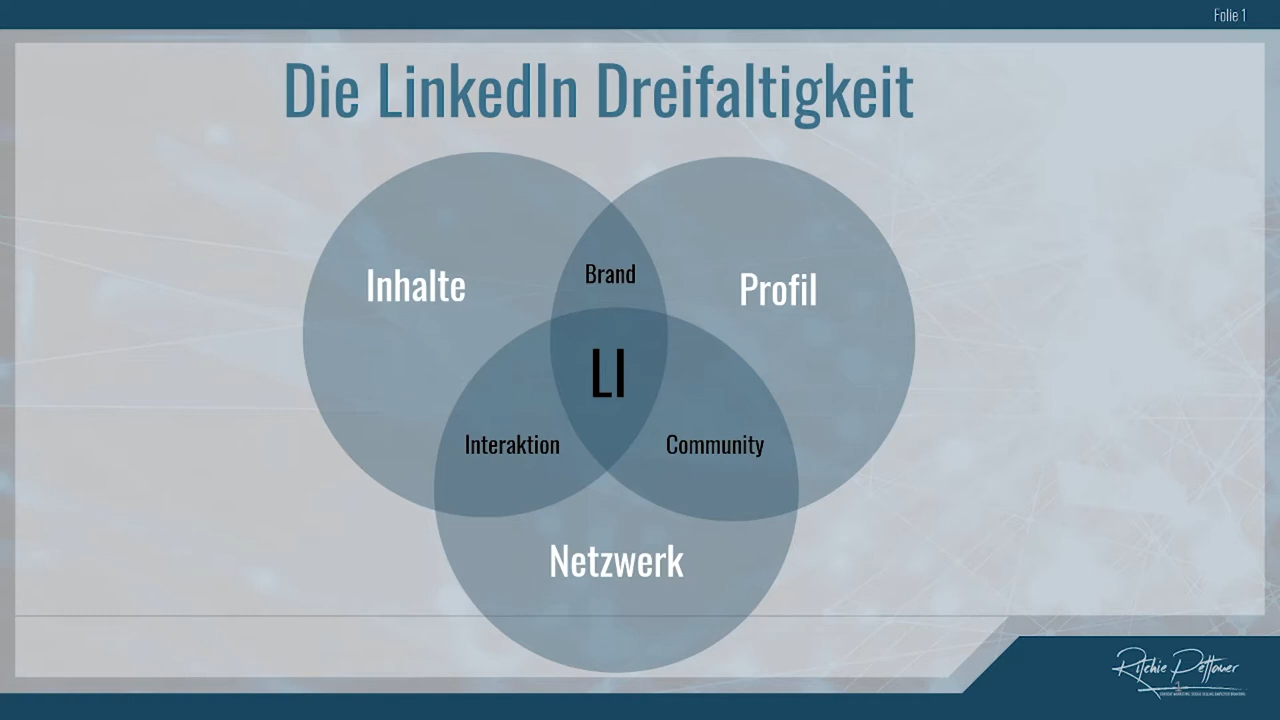 Folie 1
Die LinkedIn Dreifaltigkeit
Inhalte
Brand
Profil
LI
Interaktion
Community
Netzwerk
Ritchie Pettauer